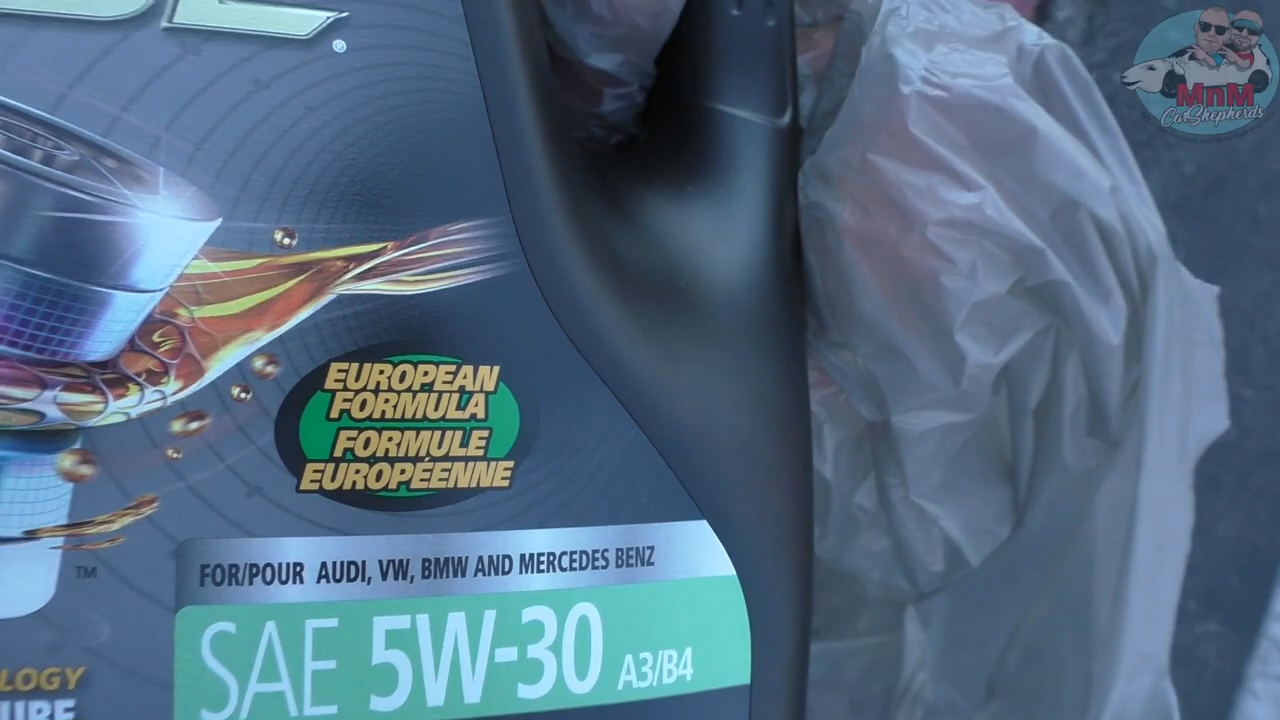 ®
MnM
CarShepherds
EUROPEAN
FORMULA
FORMULE
EUROPÉENNE
FOR/POUR AUDI, VW, BMW AND MERCEDES BENZ
TM
SAE 5W-30 A3/B4
LOGY